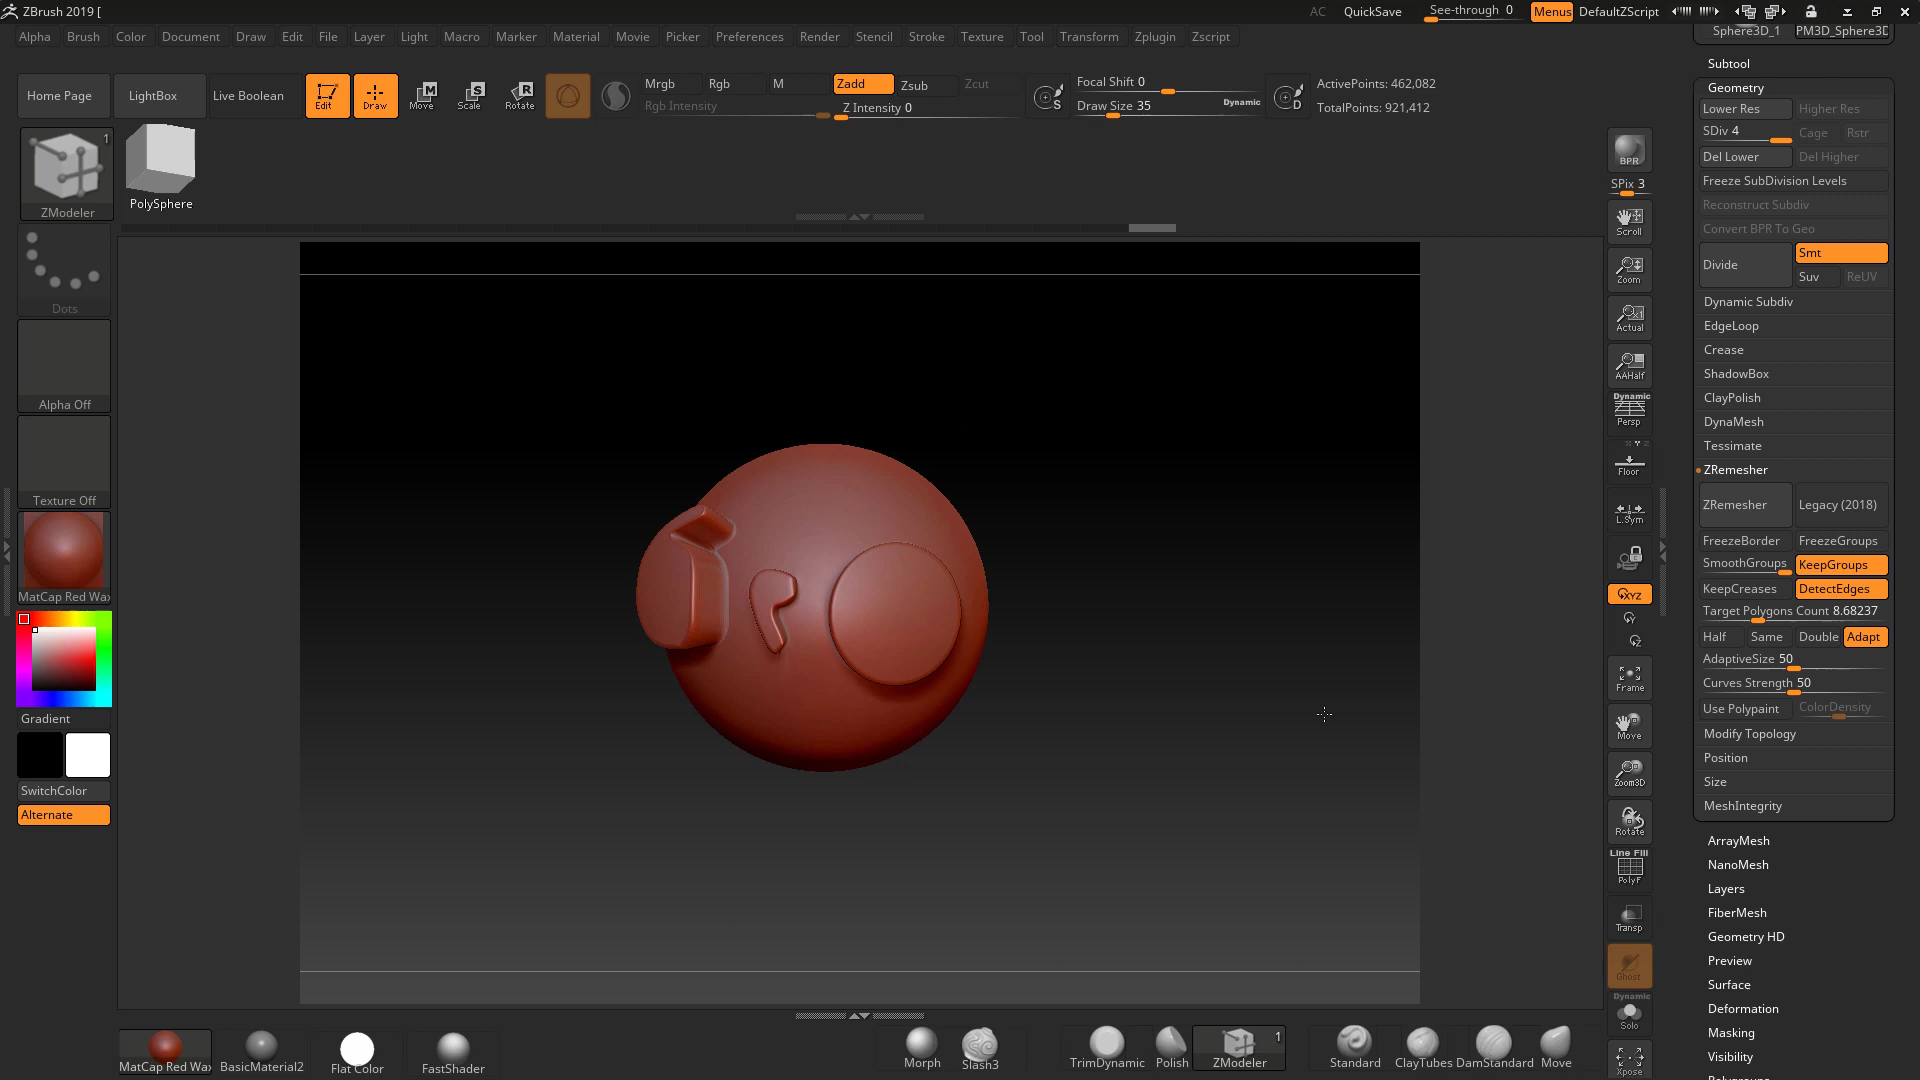 ZBrush 2019 [
AC QuickSave See-through 0 Menus DefaultZScript
Alpha Brush Color Document Draw Edit File Layer Light Macro Marker Material Movie Picker Preferences Render Stencil Stroke Texture Tool Transform Zplugin Zscript
Home Page LightBox Live Boolean Edit Draw Move Scale Rotate
Mrgb Rgb M Zadd Zsub Zcut
Rgb Intensity Z Intensity 0
Focal Shift 0
Draw Size 35 Dynamic
ActivePoints: 462,082
TotalPoints: 921,412
1
ZModeler
PolySphere
Dots
Alpha Off
Texture Off
MatCap Red Wax
Gradient
SwitchColor
Alternate
BPR
SPix 3
Scroll
Zoom
Actual
AAHalf
Dynamic
Persp
Floor
L.Sym
XYZ
Y
Z
Frame
Move
Zoom3D
Rotate
Line Fill
PolyF
Transp
Ghost
Dynamic
Solo
Xpose
Sphere3D_1 PM3D_Sphere3D
Subtool
Geometry
Lower Res Higher Res
SDiv 4 Cage Rstr
Del Lower Del Higher
Freeze SubDivision Levels
Reconstruct Subdiv
Convert BPR To Geo
Divide Smt
Suv ReUV
Dynamic Subdiv
EdgeLoop
Crease
ShadowBox
ClayPolish
DynaMesh
Tessimate
ZRemesher
ZRemesher Legacy (2018)
FreezeBorder FreezeGroups
SmoothGroups KeepGroups
KeepCreases DetectEdges
Target Polygons Count 8.68237
Half Same Double Adapt
AdaptiveSize 50
Curves Strength 50
Use Polypaint ColorDensity
Modify Topology
Position
Size
MeshIntegrity
ArrayMesh
NanoMesh
Layers
FiberMesh
Geometry HD
Preview
Surface
Deformation
Masking
Visibility
MatCap Red Wax BasicMaterial2 Flat Color FastShader Morph Slash3 TrimDynamic Polish ZModeler 1 Standard ClayTubes DamStandard Move